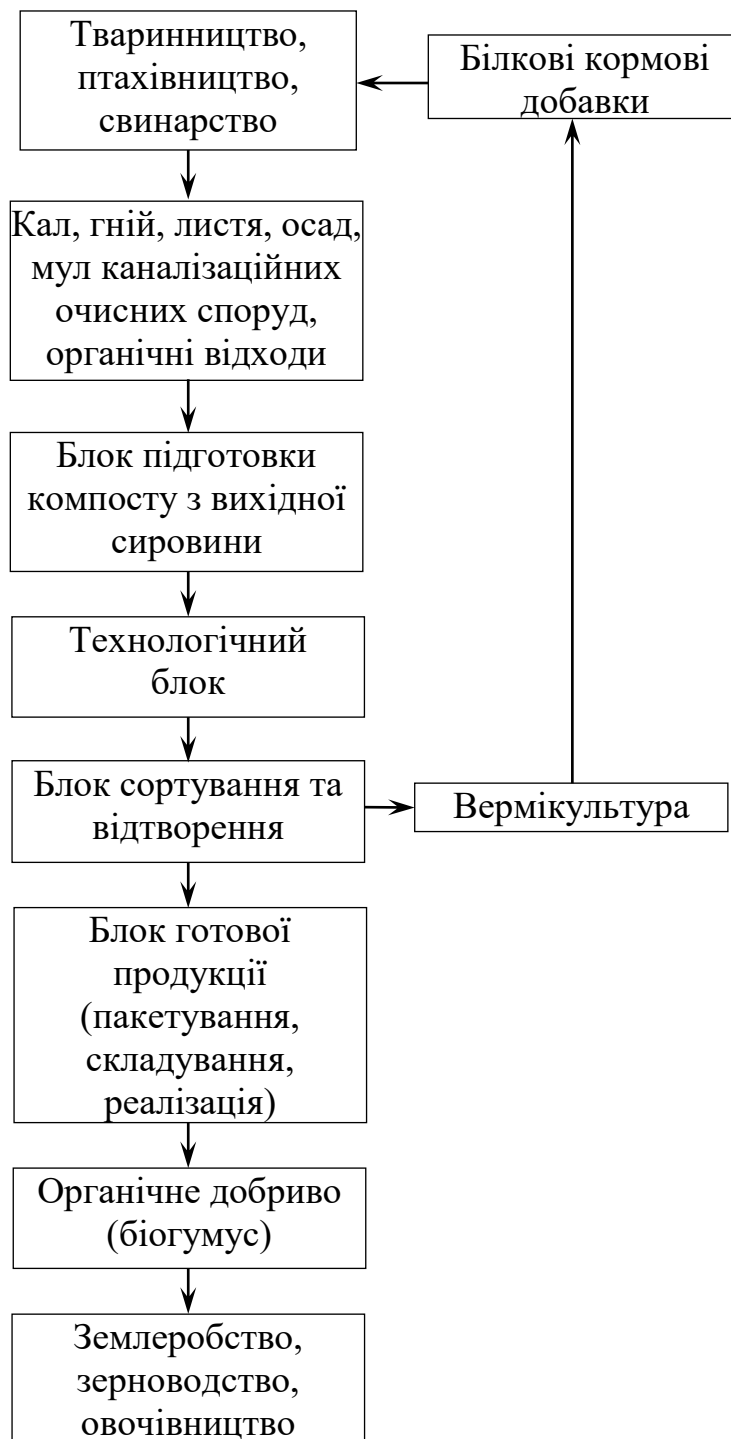 Тваринництво,
птахівництво,
свинарство
Білкові кормові
добавки
Кал, гній, листя, осад,
мул каналізаційних
очисних споруд,
органічні відходи
Блок підготовки
компосту з вихідної
сировини
Технологічний
блок
Блок сортування та
відтворення
Вермікультура
Блок готової
продукції
(пакетування,
складування,
реалізація)
Органічне добриво
(біогумус)
Землеробство,
зерноводство,
овочівництво